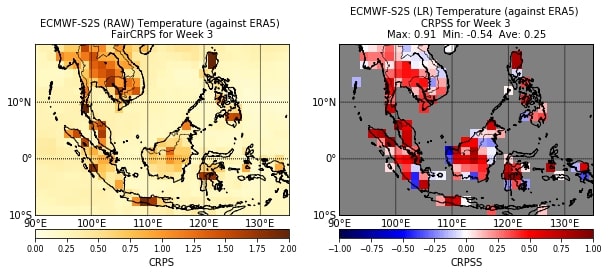 ECMWF-S2S (RAW) Temperature (against ERA5)
FairCRPS for Week 3
10°N
0°
10°S
90°E 100°E 110°E 120°E 130°E
0.00 0.25 0.50 0.75 1.00 1.25 1.50 1.75 2.00
CRPS
ECMWF-S2S (LR) Temperature (against ERA5)
CRPSS for Week 3
Max: 0.91 Min: -0.54 Ave: 0.25
10°N
0°
10°S
90°E 100°E 110°E 120°E 130°E
−1.00 −0.75 −0.50 −0.25 0.00 0.25 0.50 0.75 1.00
CRPSS